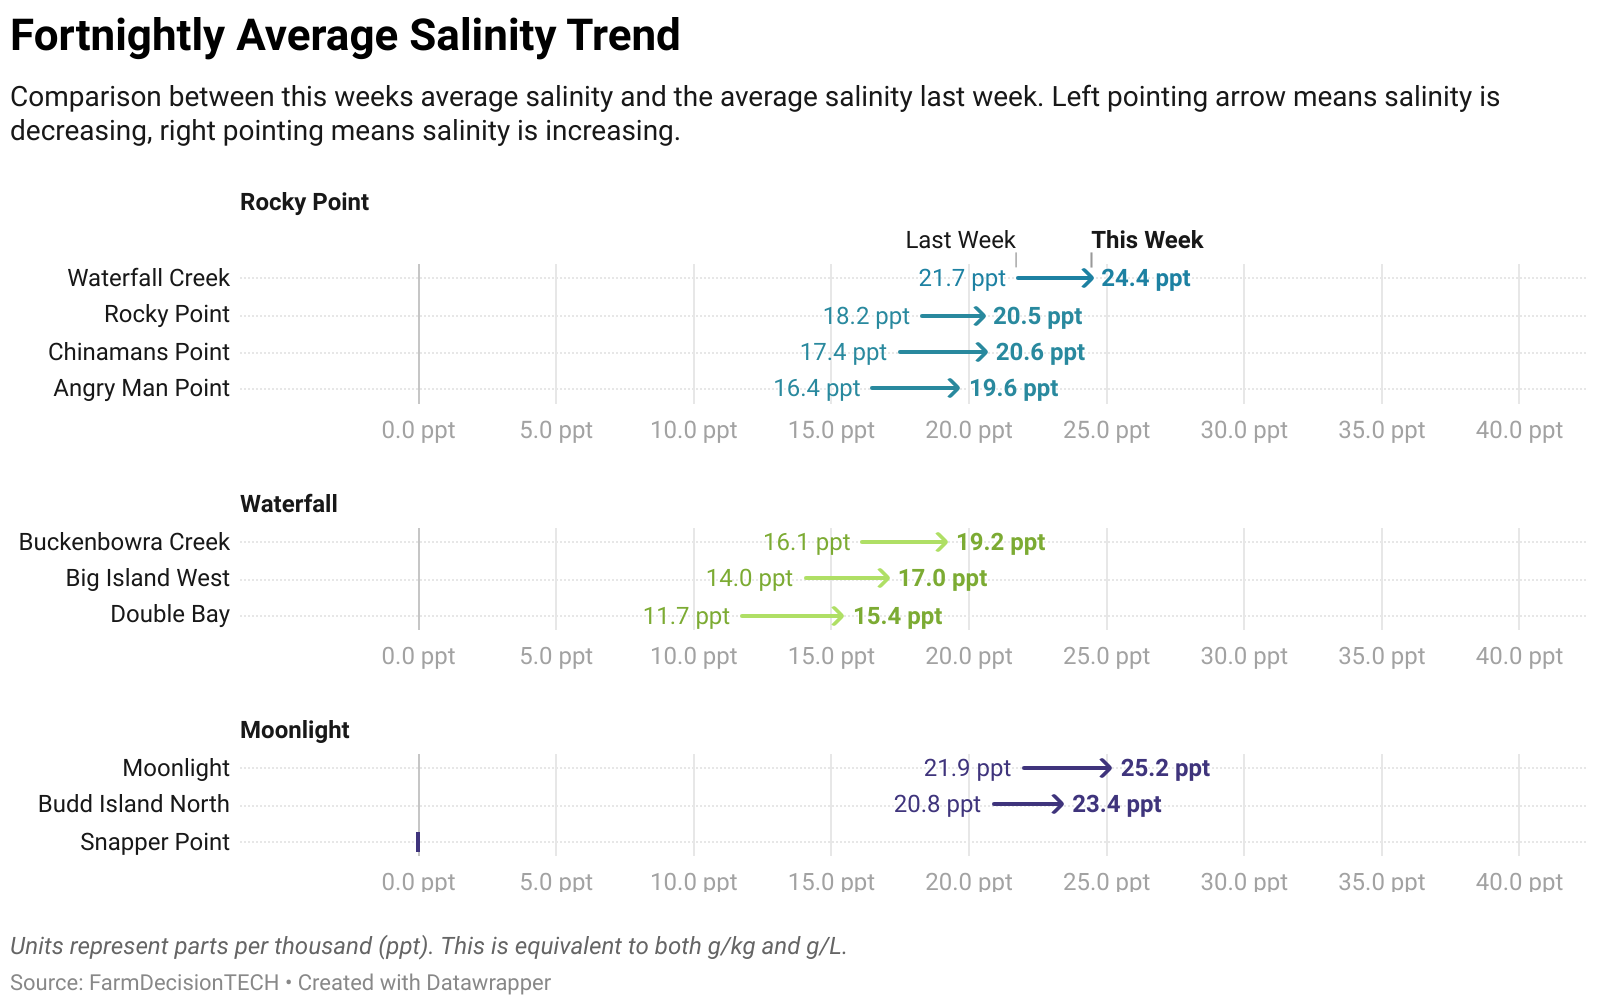 Fortnightly Average Salinity Trend
Comparison between this weeks average salinity and the average salinity last week. Left pointing arrow means salinity is
decreasing, right pointing means salinity is increasing.
Rocky Point
Last Week This Week
Waterfall Creek 21.7 ppt 24.4 ppt
Rocky Point 18.2 ppt 20.5 ppt
Chinamans Point 17.4 ppt 20.6 ppt
Angry Man Point 16.4 ppt 19.6 ppt
0.0 ppt 5.0 ppt 10.0 ppt 15.0 ppt 20.0 ppt 25.0 ppt 30.0 ppt 35.0 ppt 40.0 ppt
Waterfall
Buckenbowra Creek 16.1 ppt 19.2 ppt
Big Island West 14.0 ppt 17.0 ppt
Double Bay 11.7 ppt 15.4 ppt
0.0 ppt 5.0 ppt 10.0 ppt 15.0 ppt 20.0 ppt 25.0 ppt 30.0 ppt 35.0 ppt 40.0 ppt
Moonlight
Moonlight 21.9 ppt 25.2 ppt
Budd Island North 20.8 ppt 23.4 ppt
Snapper Point
0.0 ppt 5.0 ppt 10.0 ppt 15.0 ppt 20.0 ppt 25.0 ppt 30.0 ppt 35.0 ppt 40.0 ppt
Units represent parts per thousand (ppt). This is equivalent to both g/kg and g/L.
Source: FarmDecisionTECH • Created with Datawrapper